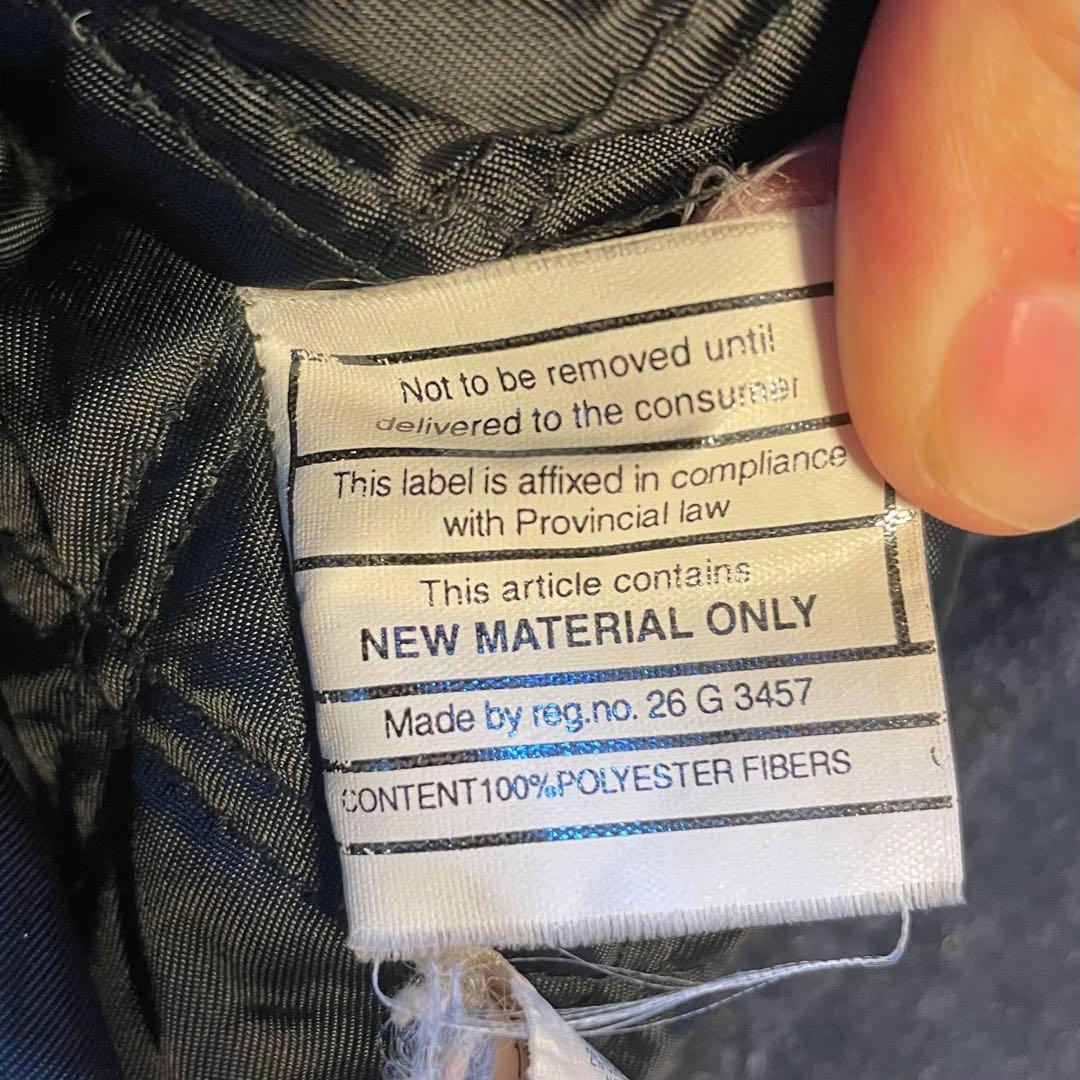 Not to be removed until
delivered to the consumer
This label is affixed in compliance
with Provincial law
This article contains
NEW MATERIAL ONLY
Made by reg.no. 26 G 3457
CONTENT100%POLYESTER FIBERS